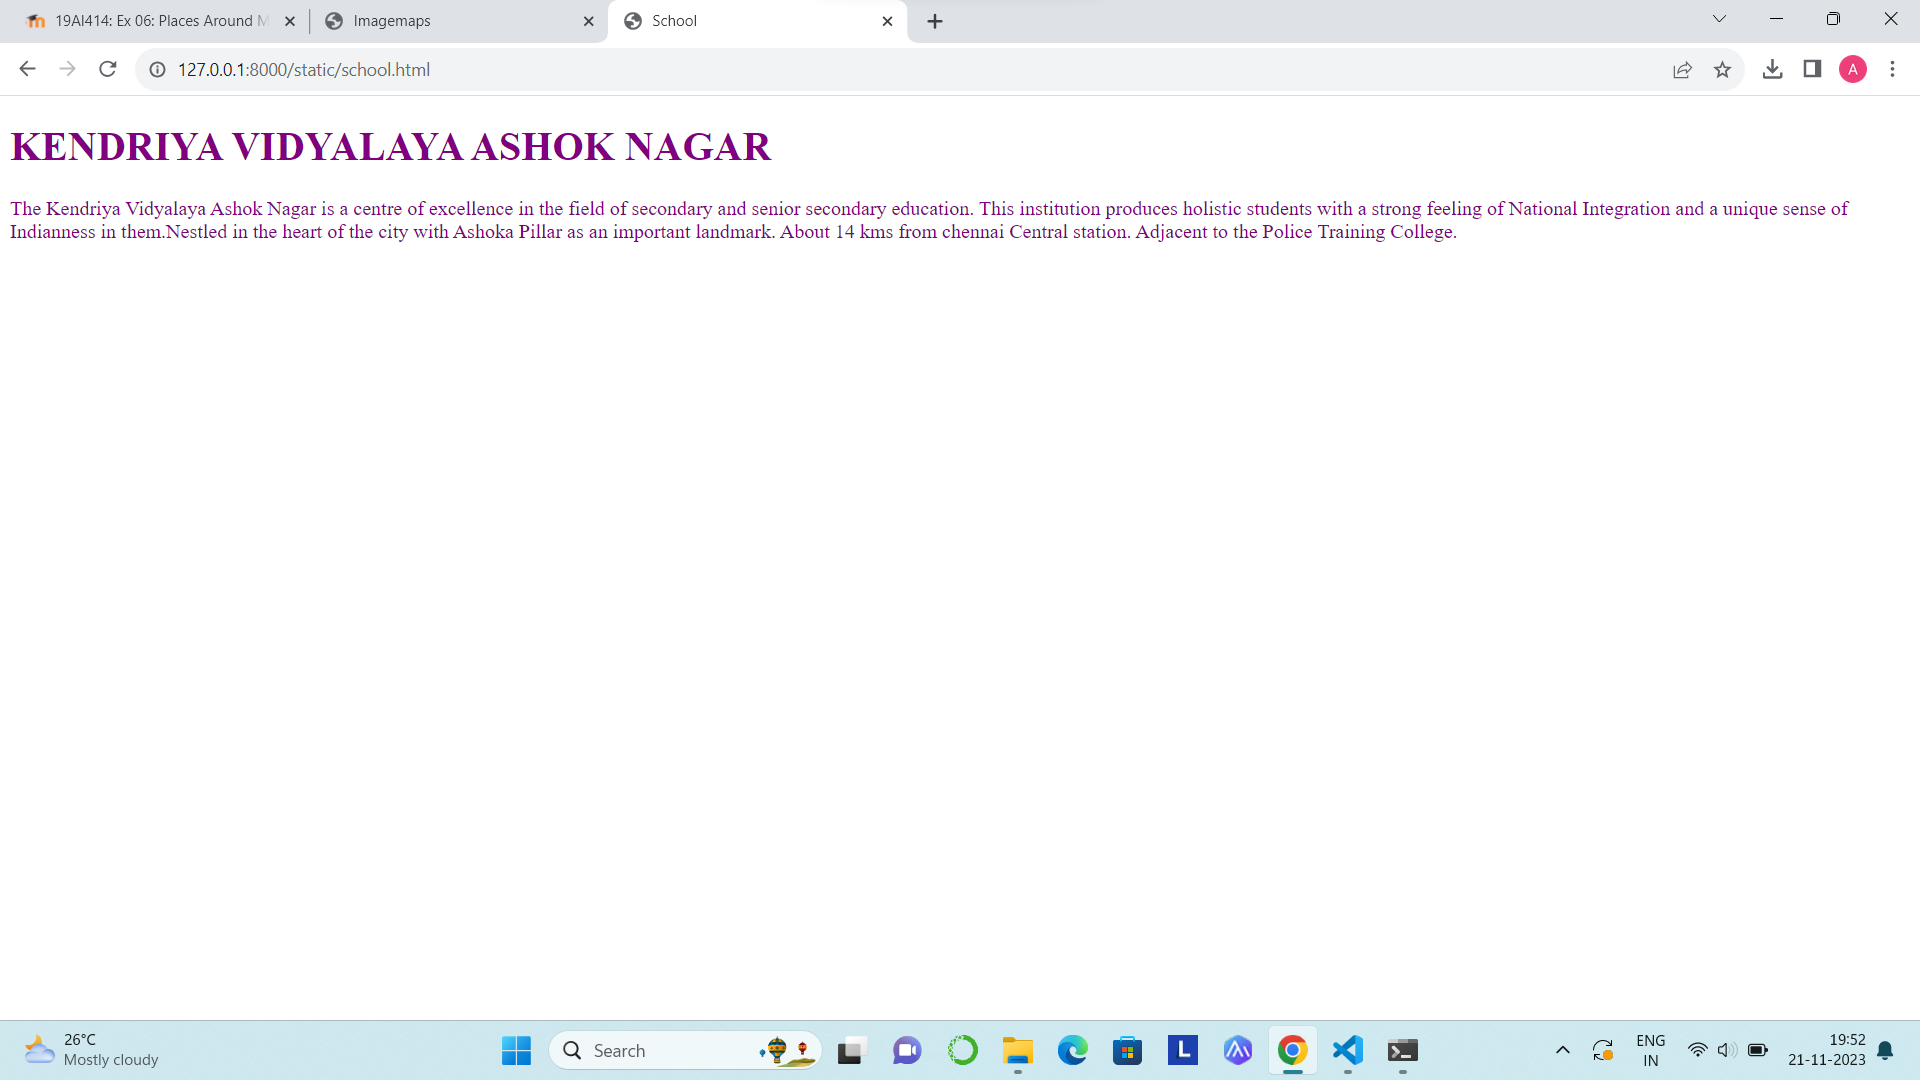 19AI414: Ex 06: Places Around M
Imagemaps
School
127.0.0.1:8000/static/school.html
A
KENDRIYA VIDYALAYA ASHOK NAGAR
The Kendriya Vidyalaya Ashok Nagar is a centre of excellence in the field of secondary and senior secondary education. This institution produces holistic students with a strong feeling of National Integration and a unique sense of
Indianness in them.Nestled in the heart of the city with Ashoka Pillar as an important landmark. About 14 kms from chennai Central station. Adjacent to the Police Training College.
26°C
Mostly cloudy
Search
L
ENG
IN
19:52
21-11-2023